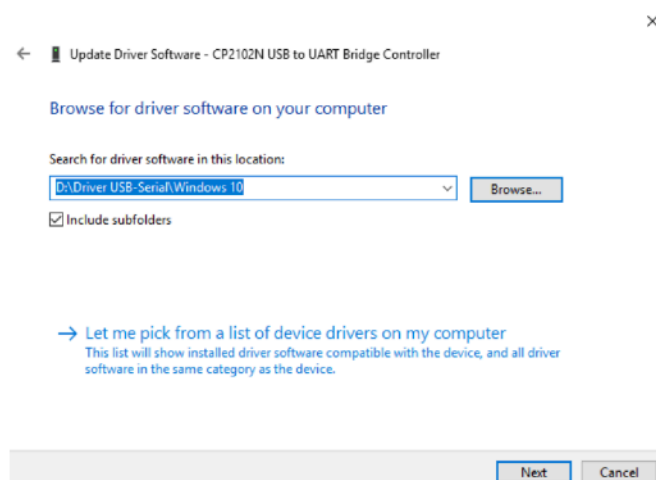 Update Driver Software - CP2102N USB to UART Bridge Controller
Browse for driver software on your computer
Search for driver software in this location:
D:\Driver USB-Serial\Windows 10
Browse...
Include subfolders
Let me pick from a list of device drivers on my computer
This list will show installed driver software compatible with the device, and all driver
software in the same category as the device.
Next
Cancel